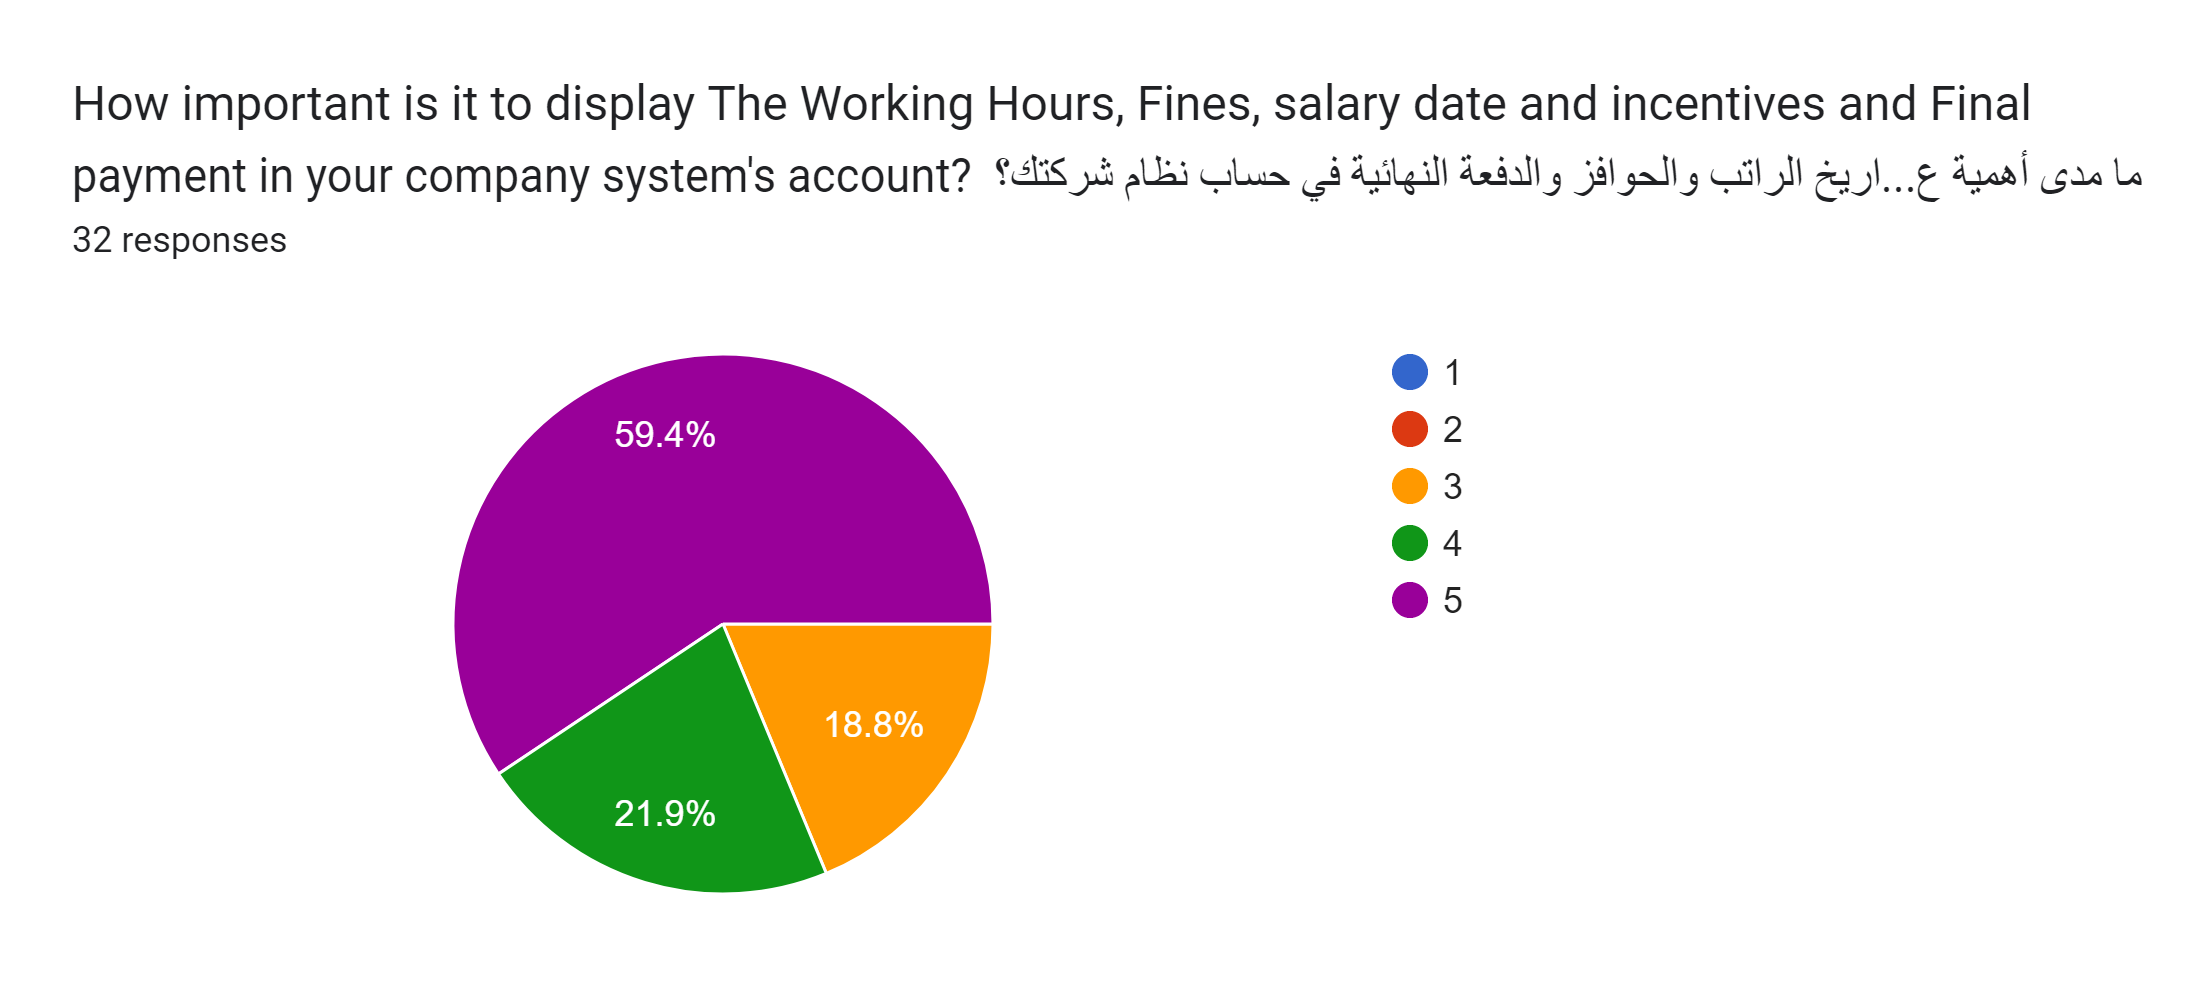 How important is it to display The Working Hours, Fines, salary date and incentives and Final
payment in your company system's account? ما مدى أهمية ع...اريخ الراتب والحوافز والدفعة النهائية في حساب نظام شركتك؟
32 responses
59.4%
18.8%
21.9%
1
2
3
4
5